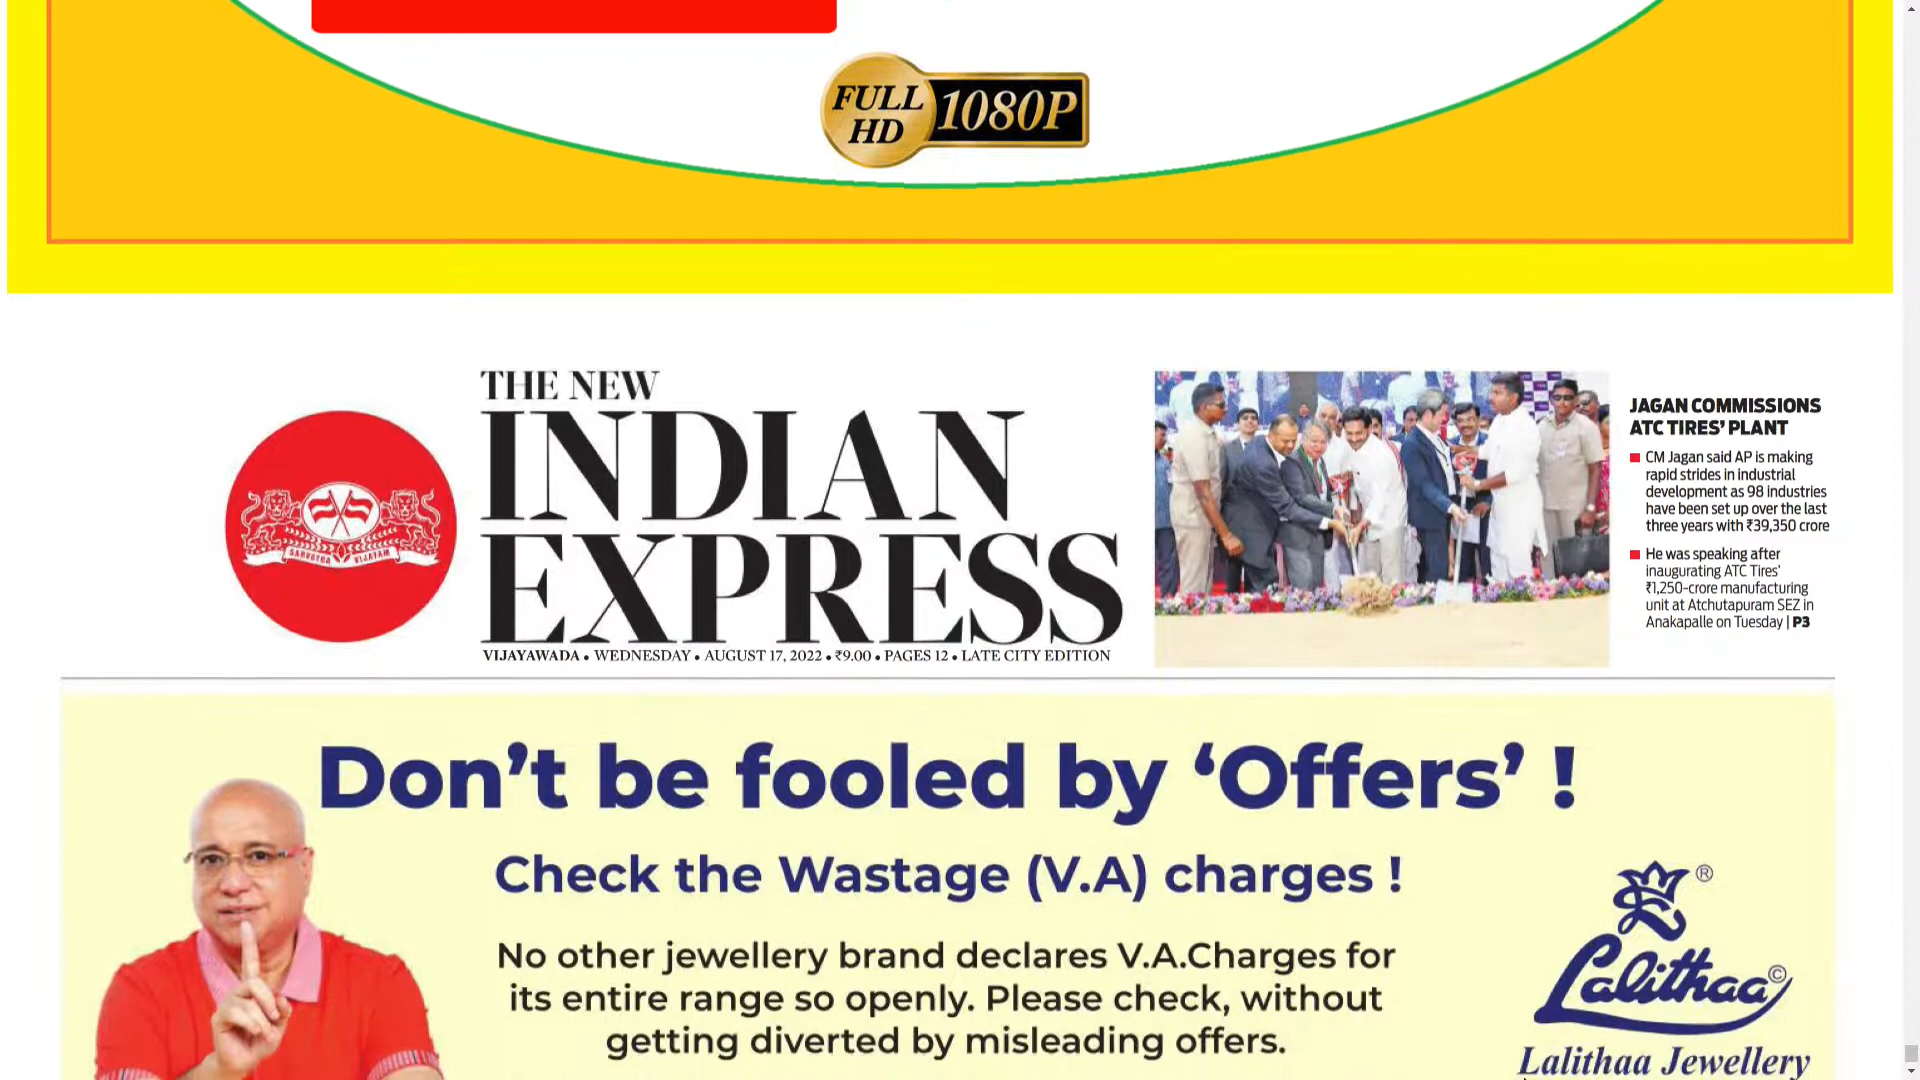 FULL
HD
1080P
THE NEW
INDIAN
EXPRESS
SARVATRA VIJAYAM
VIJAYAWADA • WEDNESDAY • AUGUST 17, 2022 • ₹9.00 • PAGES 12 • LATE CITY EDITION
JAGAN COMMISSIONS
ATC TIRES’ PLANT
CM Jagan said AP is making
rapid strides in industrial
development as 98 industries
have been set up over the last
three years with ₹39,350 crore
He was speaking after
inaugurating ATC Tires’
₹1,250-crore manufacturing
unit at Atchutapuram SEZ in
Anakapalle on Tuesday | P3
Don’t be fooled by ‘Offers’ !
Check the Wastage (V.A) charges !
No other jewellery brand declares V.A.Charges for
its entire range so openly. Please check, without
getting diverted by misleading offers.
®
Lalithaa©
Lalithaa Jewellery